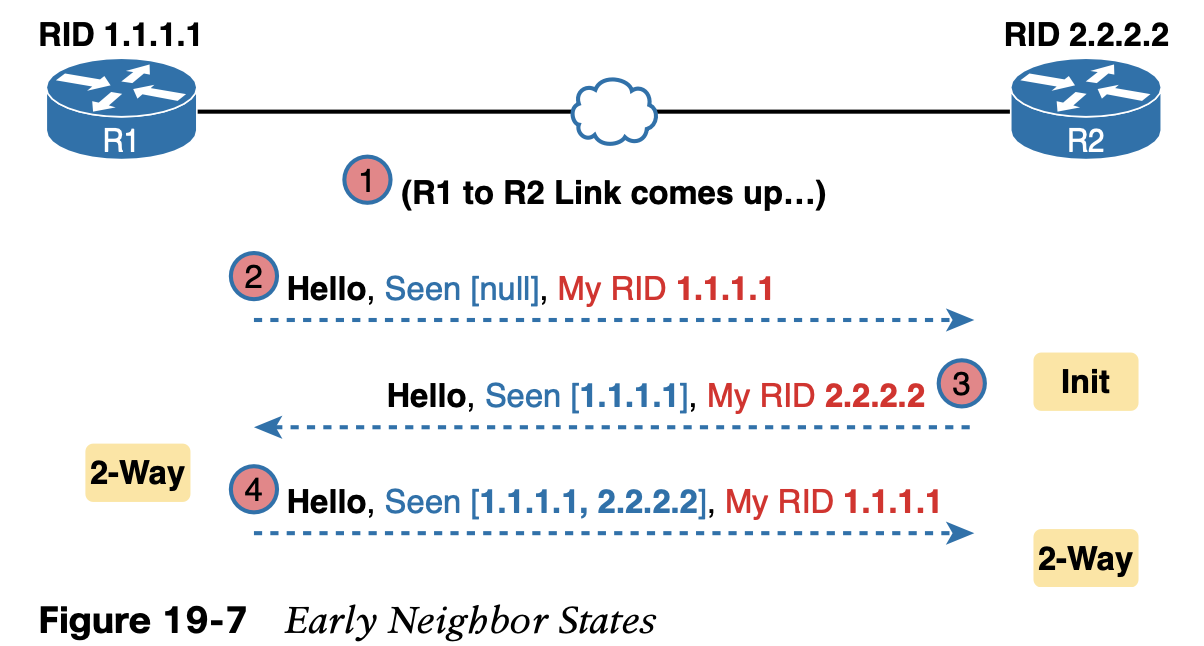 RID 1.1.1.1
RID 2.2.2.2
R1
R2
1 (R1 to R2 Link comes up...)
2 Hello, Seen [null], My RID 1.1.1.1
Hello, Seen [1.1.1.1], My RID 2.2.2.2 3
Init
2-Way
4 Hello, Seen [1.1.1.1, 2.2.2.2], My RID 1.1.1.1
2-Way
Figure 19-7 Early Neighbor States